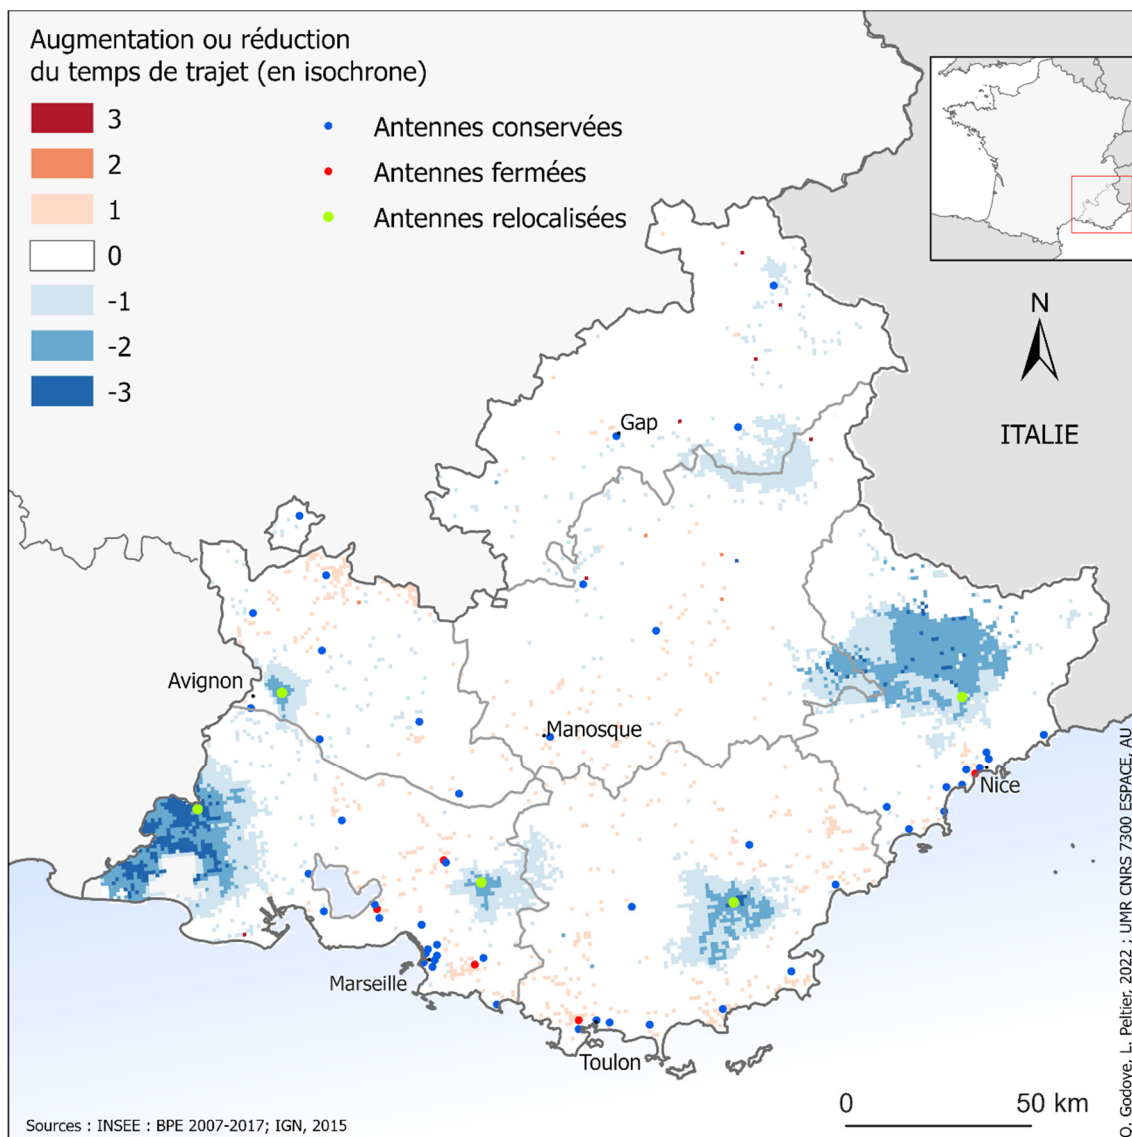 Augmentation ou réduction
du temps de trajet (en isochrone)
3
2
1
0
-1
-2
-3
Antennes conservées
Antennes fermées
Antennes relocalisées
N
ITALIE
Gap
Avignon
Manosque
Nice
Marseille
Toulon
0 50 km
Sources : INSEE : BPE 2007-2017; IGN, 2015
Q. Godoye, L. Peltier, 2022 ; UMR CNRS 7300 ESPACE, AU